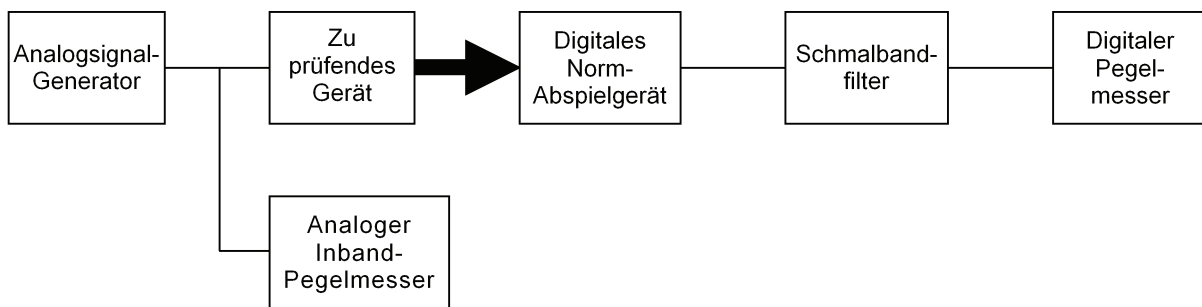 Analogsignal-
Generator
Zu
prüfendes
Gerät
Digitales
Norm-
Abspielgerät
Schmalband-
filter
Digitaler
Pegel-
messer
Analoger
Inband-
Pegelmesser